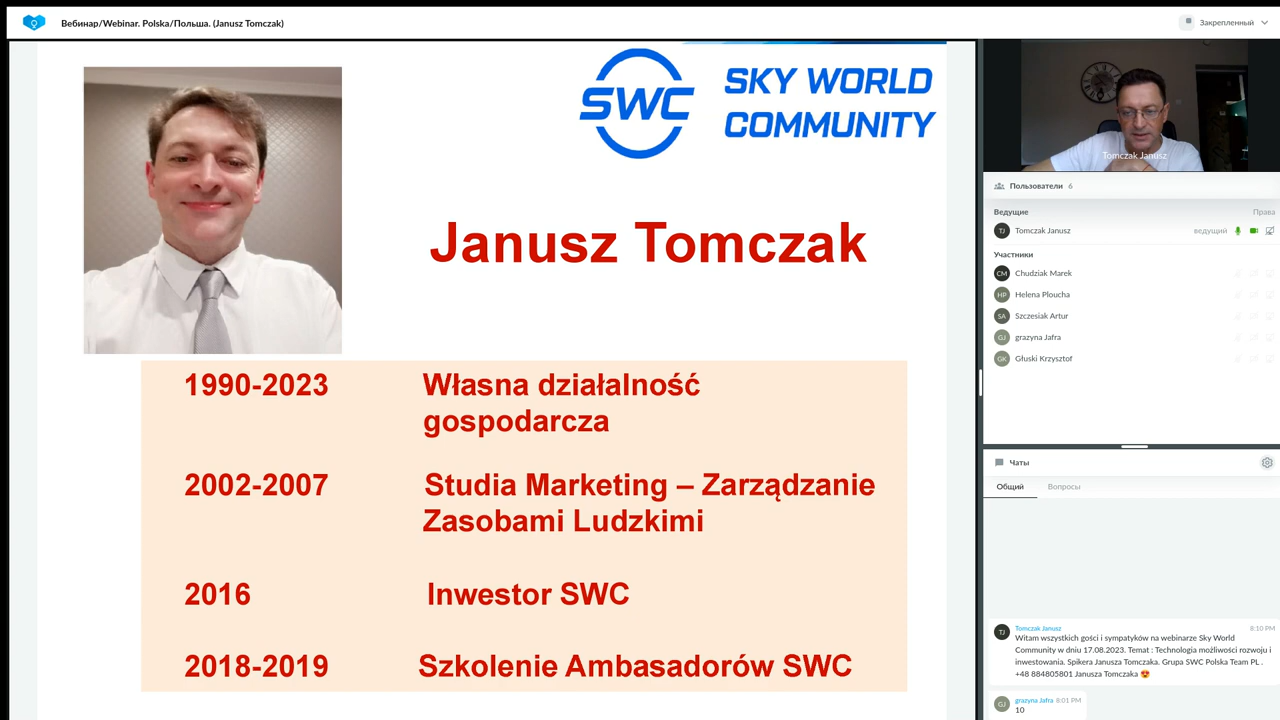 Вебинар/Webinar. Polska/Польша. (Janusz Tomczak)
Закрепленный
SWC
SKY WORLD
COMMUNITY
Janusz Tomczak
1990-2023 Własna działalność
gospodarcza
2002-2007 Studia Marketing – Zarządzanie
Zasobami Ludzkimi
2016 Inwestor SWC
2018-2019 Szkolenie Ambasadorów SWC
Tomczak Janusz
Пользователи 6
Ведущие Права
TJ Tomczak Janusz ведущий
Участники
CM Chudziak Marek
HP Helena Ploucha
SA Szczesiak Artur
GJ grazyna Jafra
GK Głuski Krzysztof
Чаты
Общий Вопросы
TJ Tomczak Janusz 8:10 PM
Witam wszystkich gości i sympatyków na webinarze Sky World
Community w dniu 17.08.2023. Temat : Technologia możliwości rozwoju i
inwestowania. Spikera Janusza Tomczaka. Grupa SWC Polska Team PL .
+48 884805801 Janusza Tomczaka 😍
GJ grazyna Jafra 8:01 PM
10